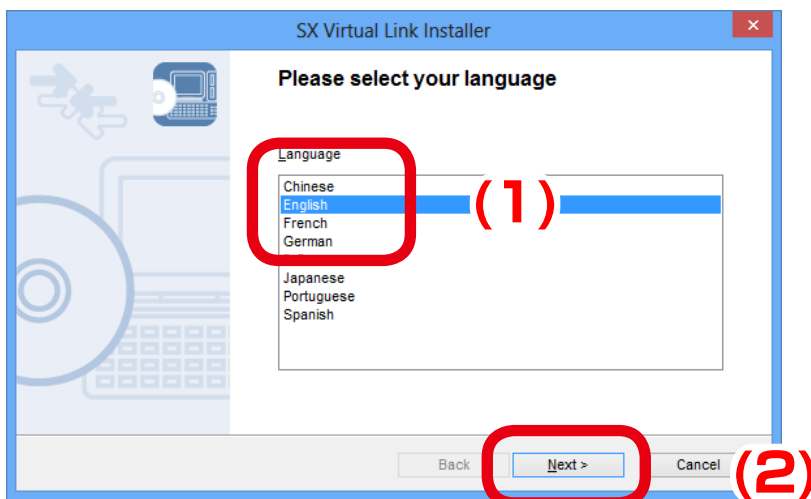 SX Virtual Link Installer
Please select your language
Language
Chinese
English
French
German
Japanese
Portuguese
Spanish
(1)
Back
Next >
Cancel
(2)